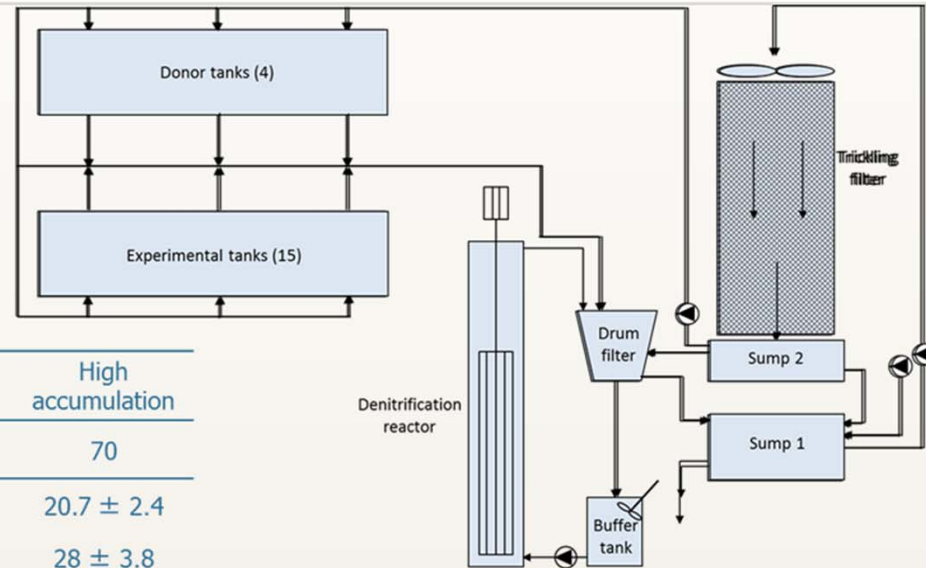 Donor tanks (4)
Trickling
filter
Experimental tanks (15)
Drum
filter
Sump 2
High
accumulation
Denitrification
reactor
70
Sump 1
20.7 ± 2.4
Buffer
tank
28 ± 3.8